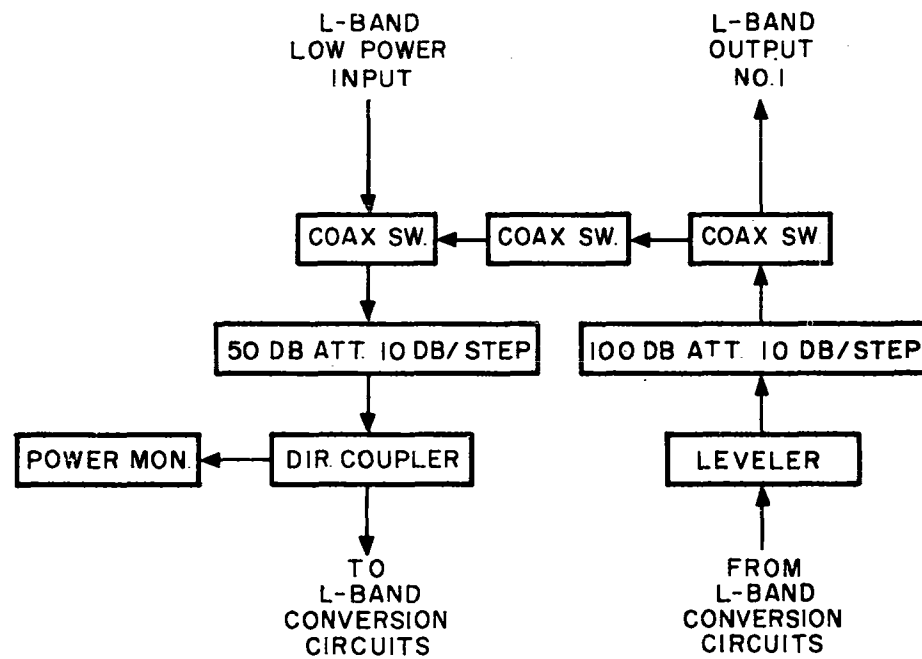 L-BAND
LOW POWER
INPUT
L-BAND
OUTPUT
NO.1
COAX SW.
COAX SW.
COAX SW.
50 DB ATT. 10 DB/STEP
100 DB ATT. 10 DB/STEP
POWER MON.
DIR. COUPLER
LEVELER
TO
L-BAND
CONVERSION
CIRCUITS
FROM
L-BAND
CONVERSION
CIRCUITS